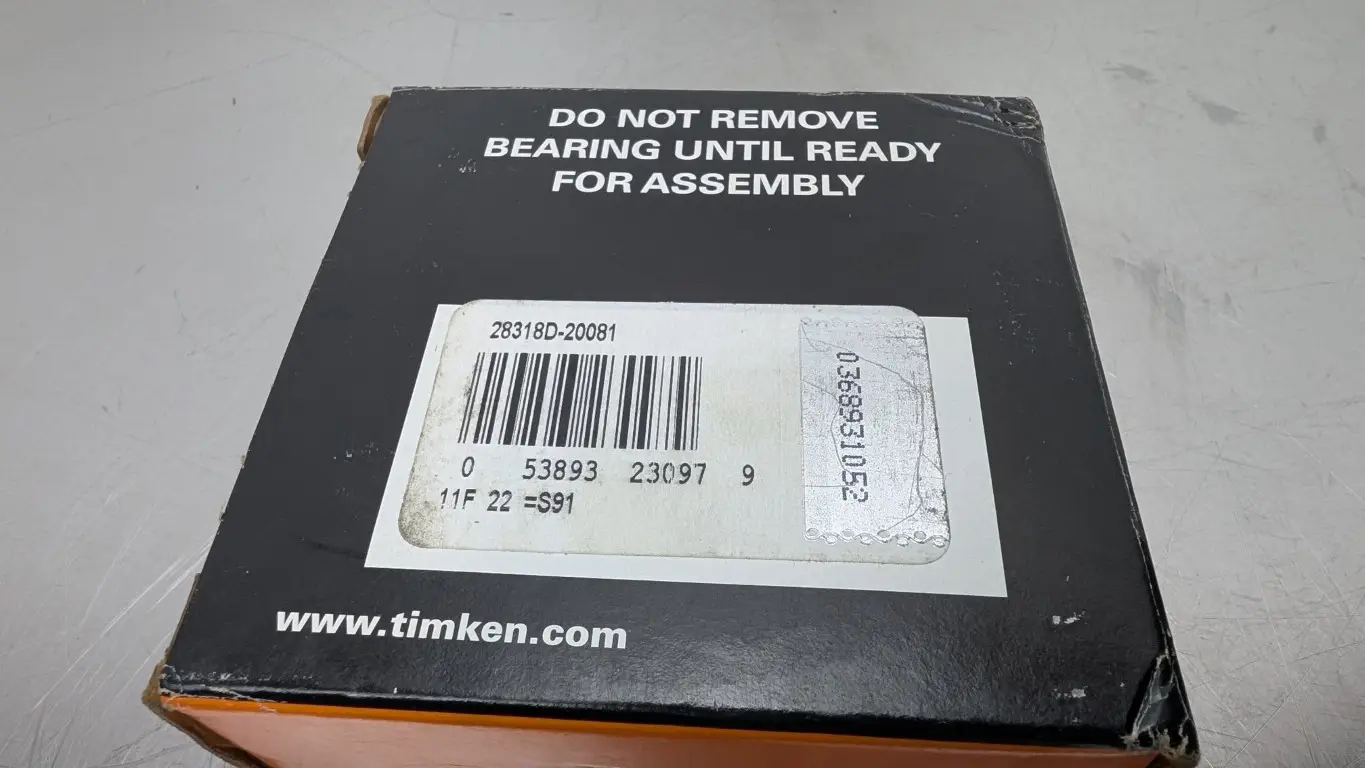 DO NOT REMOVE
BEARING UNTIL READY
FOR ASSEMBLY
28318D-20081
0 53893 23097 9
11F 22 =S91
0368931052
www.timken.com